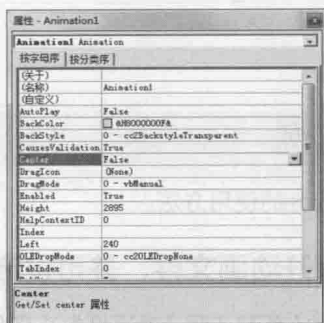 属性 - Animation1
Animation1 Animation
按字母序 按分类序
(关于)
(名称) Animation1
(自定义)
AutoPlay False
BackColor &H8000000F&
BackStyle 0 - cc2BackstyleTransparent
CausesValidation True
Center False
DragIcon (None)
DragMode 0 - vbManual
Enabled True
Height 2895
HelpContextID 0
Index
Left 240
OLEDropMode 0 - cc2OLEDropNone
TabIndex 0
Center
Get/Set center 属性